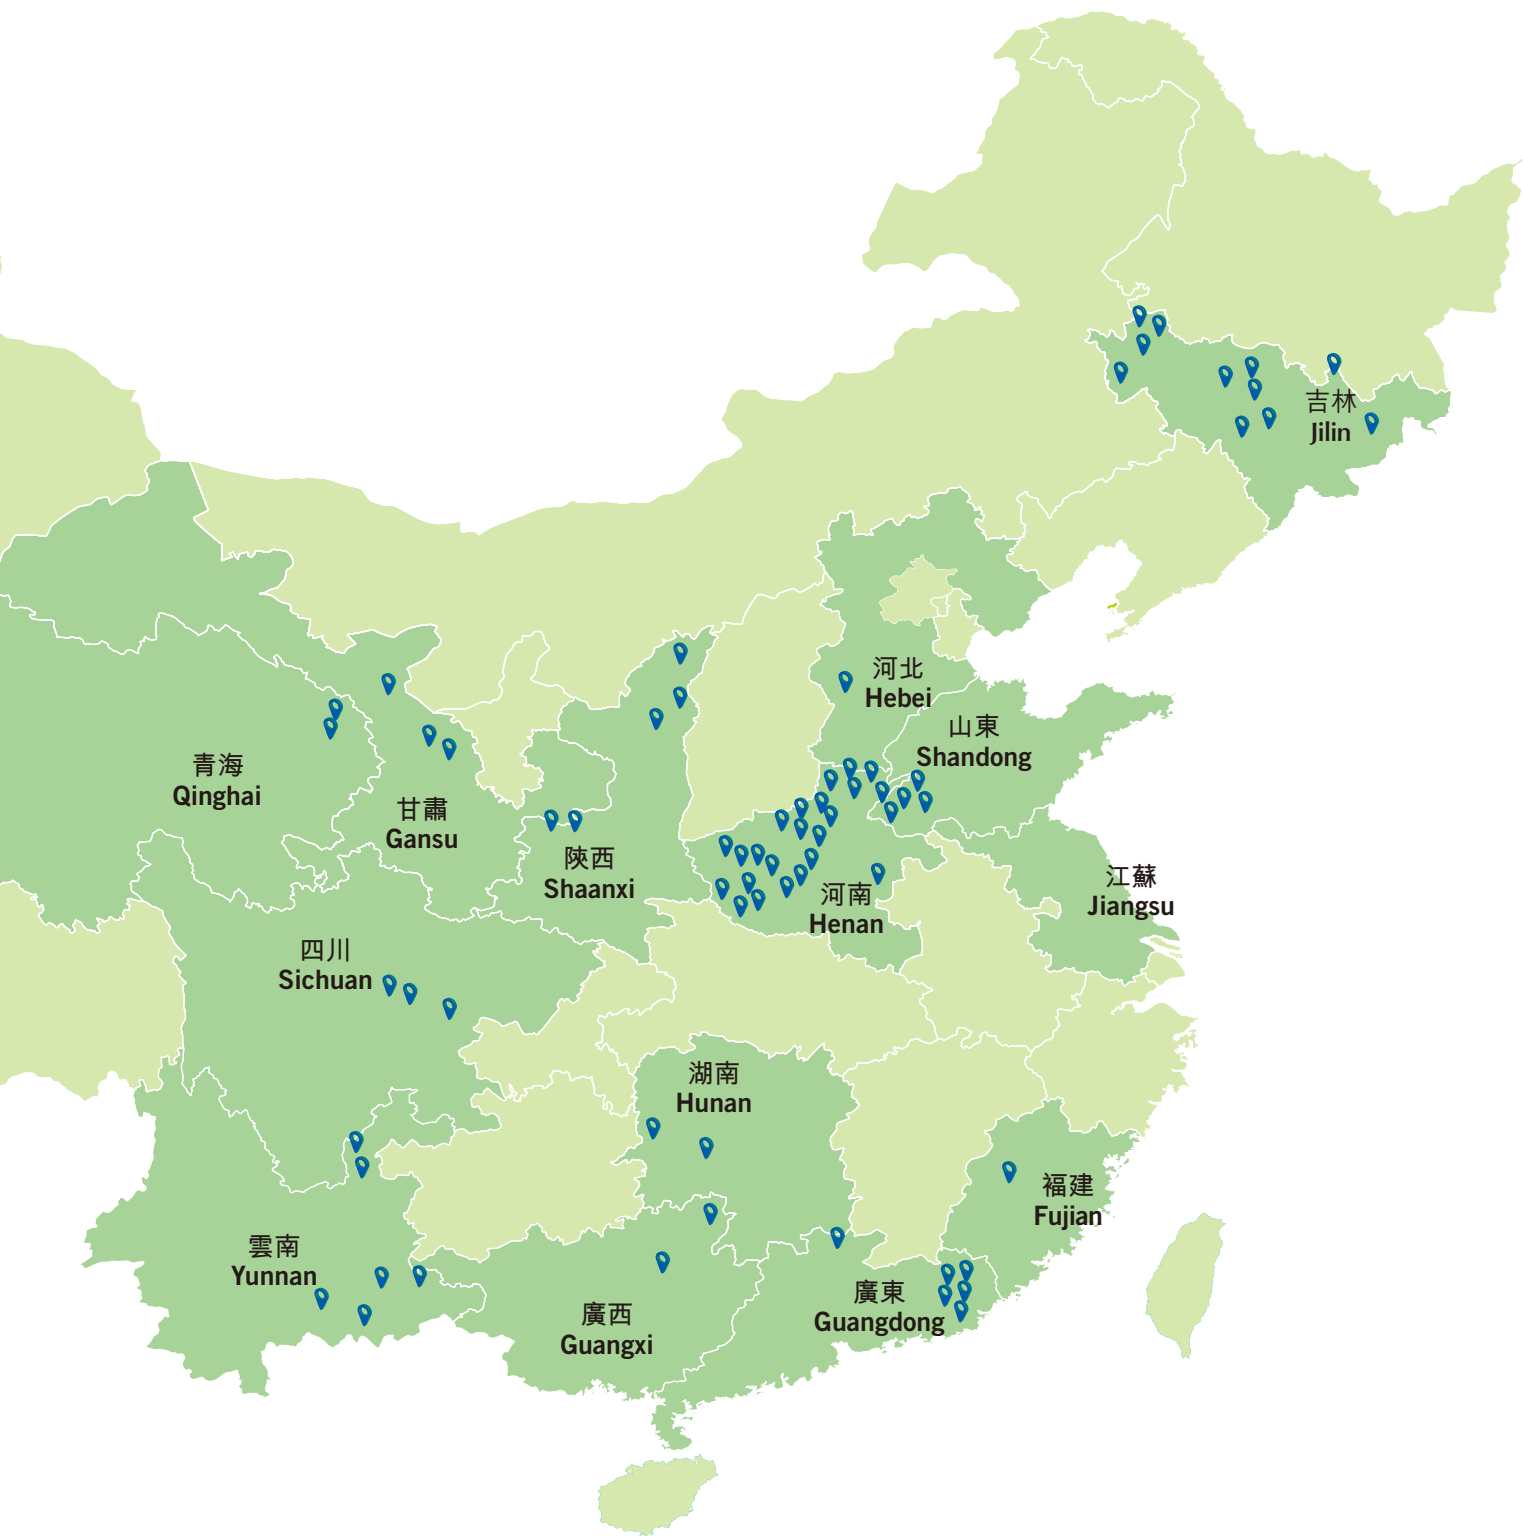 吉林
Jilin
河北
Hebei
山東
Shandong
青海
Qinghai
甘肅
Gansu
陝西
Shaanxi
河南
Henan
江蘇
Jiangsu
四川
Sichuan
湖南
Hunan
福建
Fujian
雲南
Yunnan
廣西
Guangxi
廣東
Guangdong